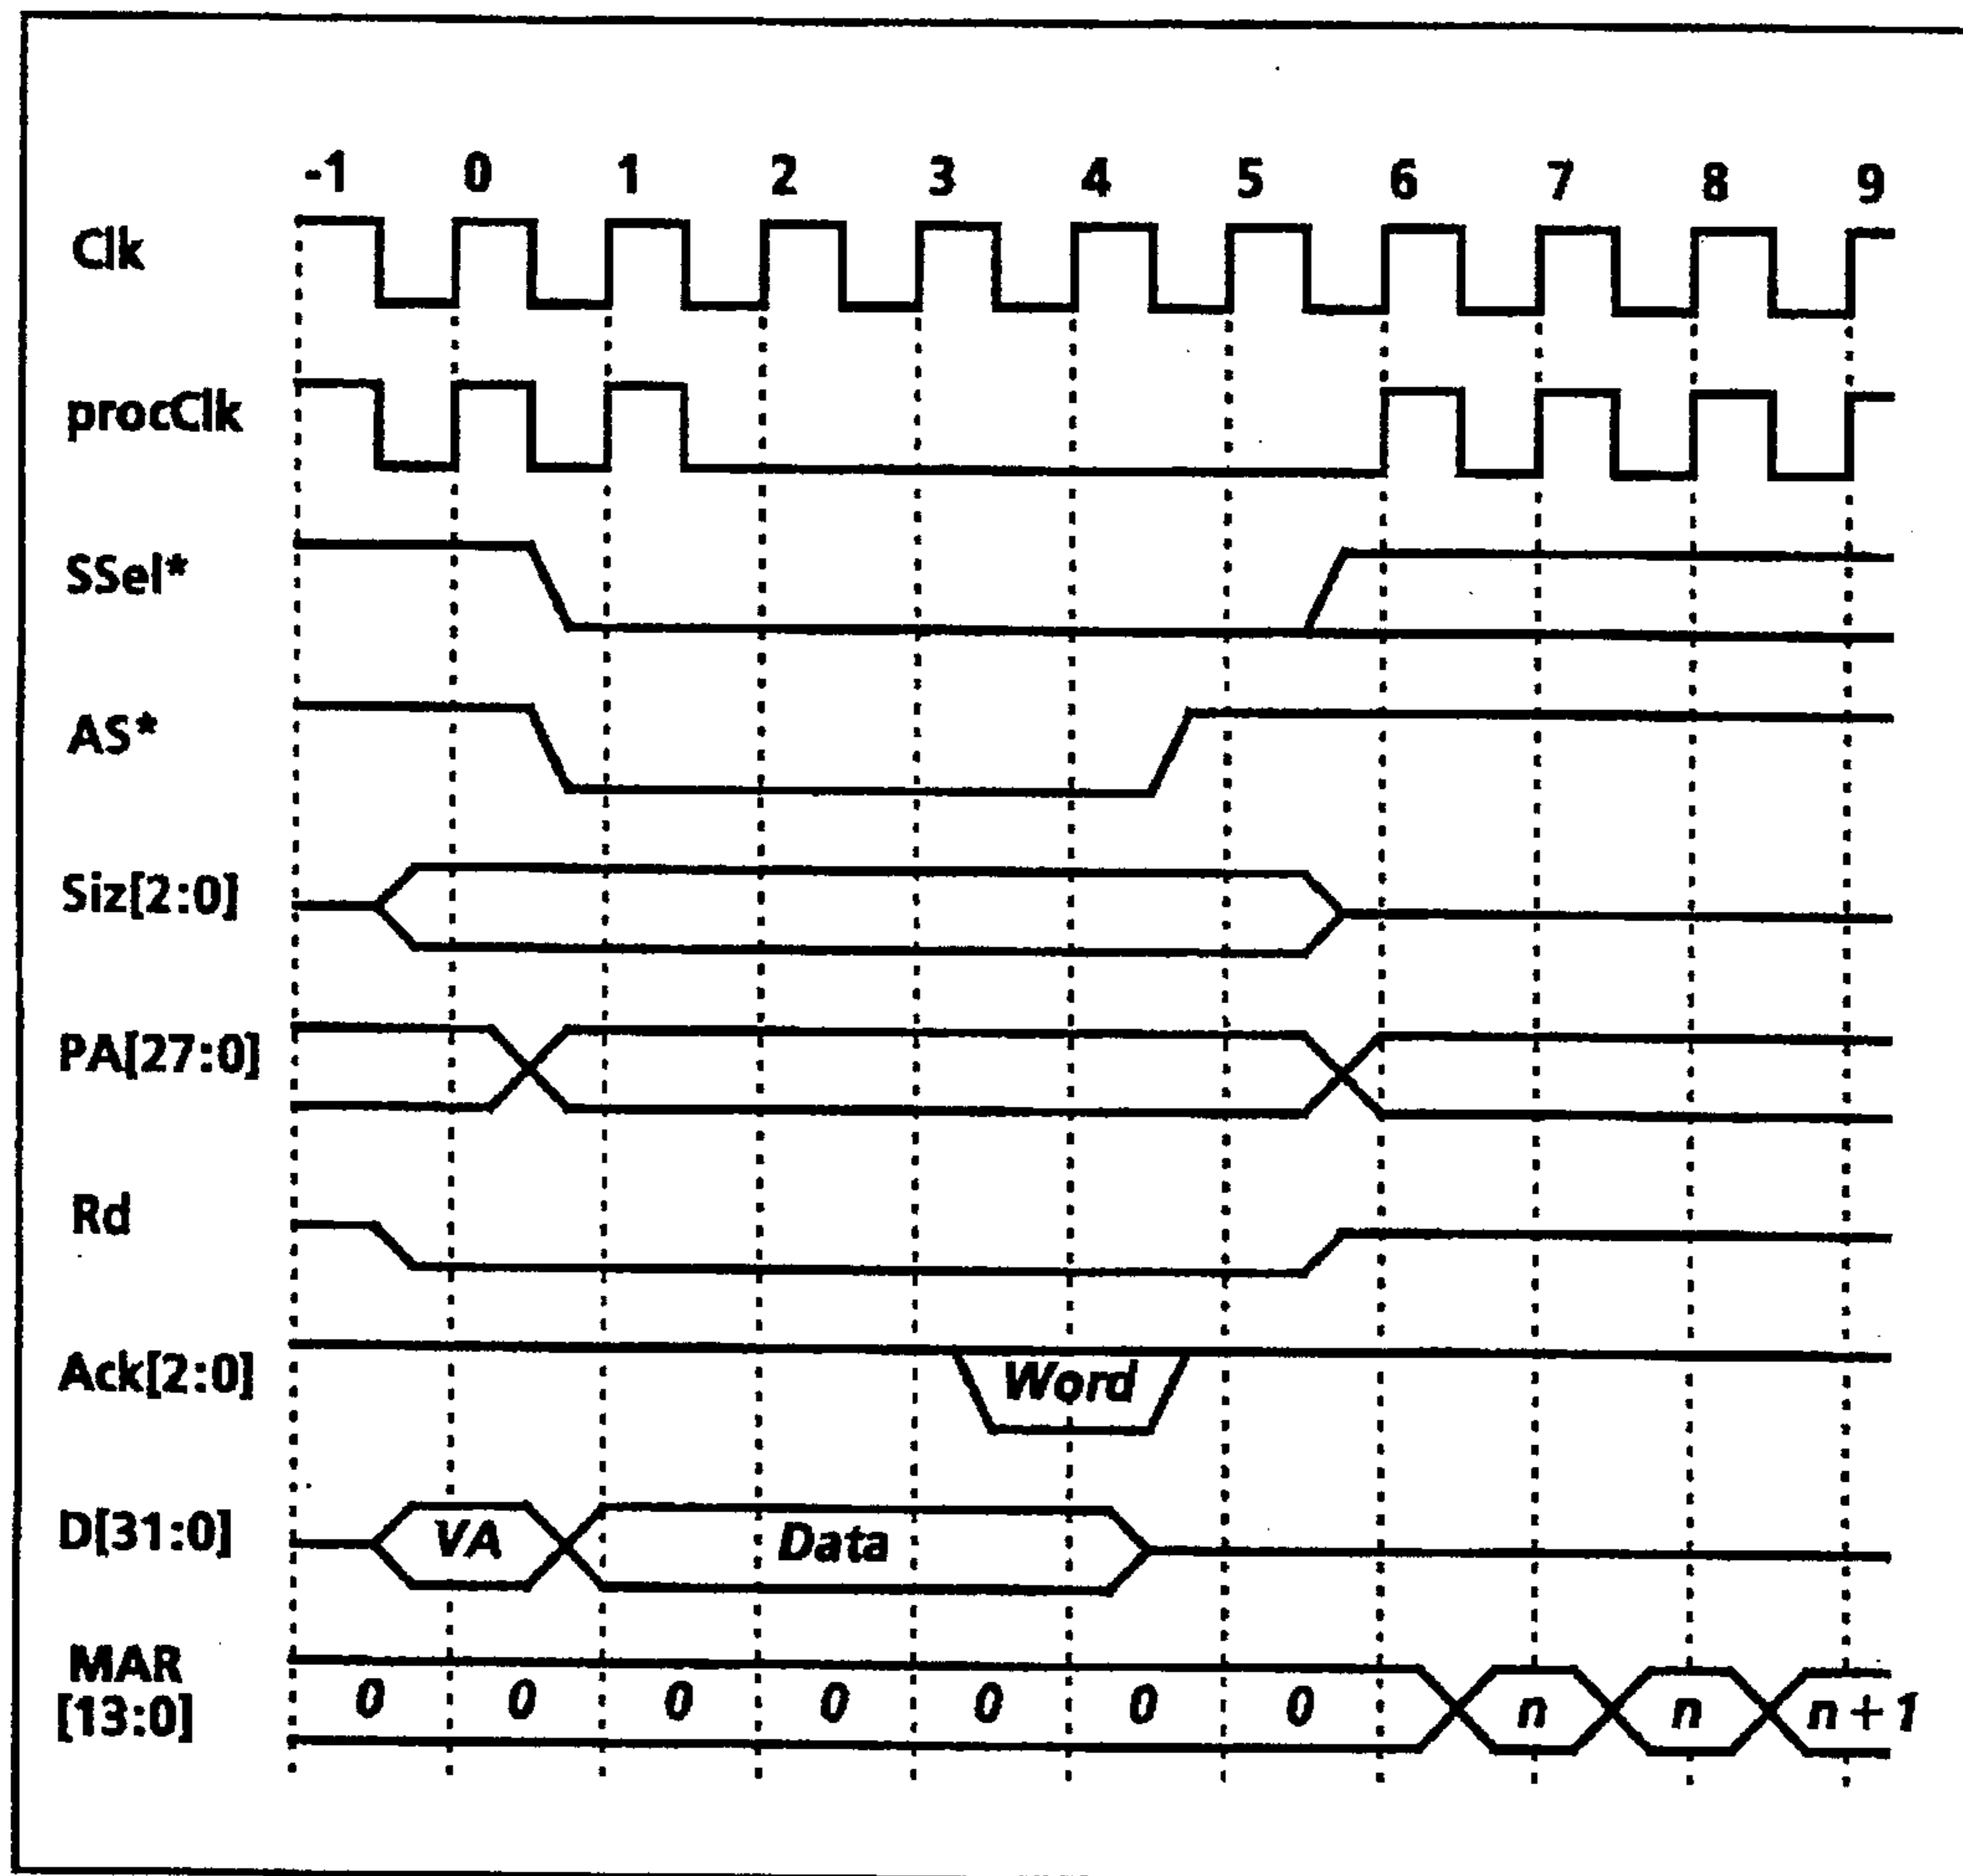 -1 0 1 2 3 4 5 6 7 8 9
Clk
procClk
SSel*
AS*
Siz[2:0]
PA[27:0]
Rd
Ack[2:0] Word
D[31:0] VA Data
MAR
[13:0] 0 0 0 0 0 0 0 n n n+1